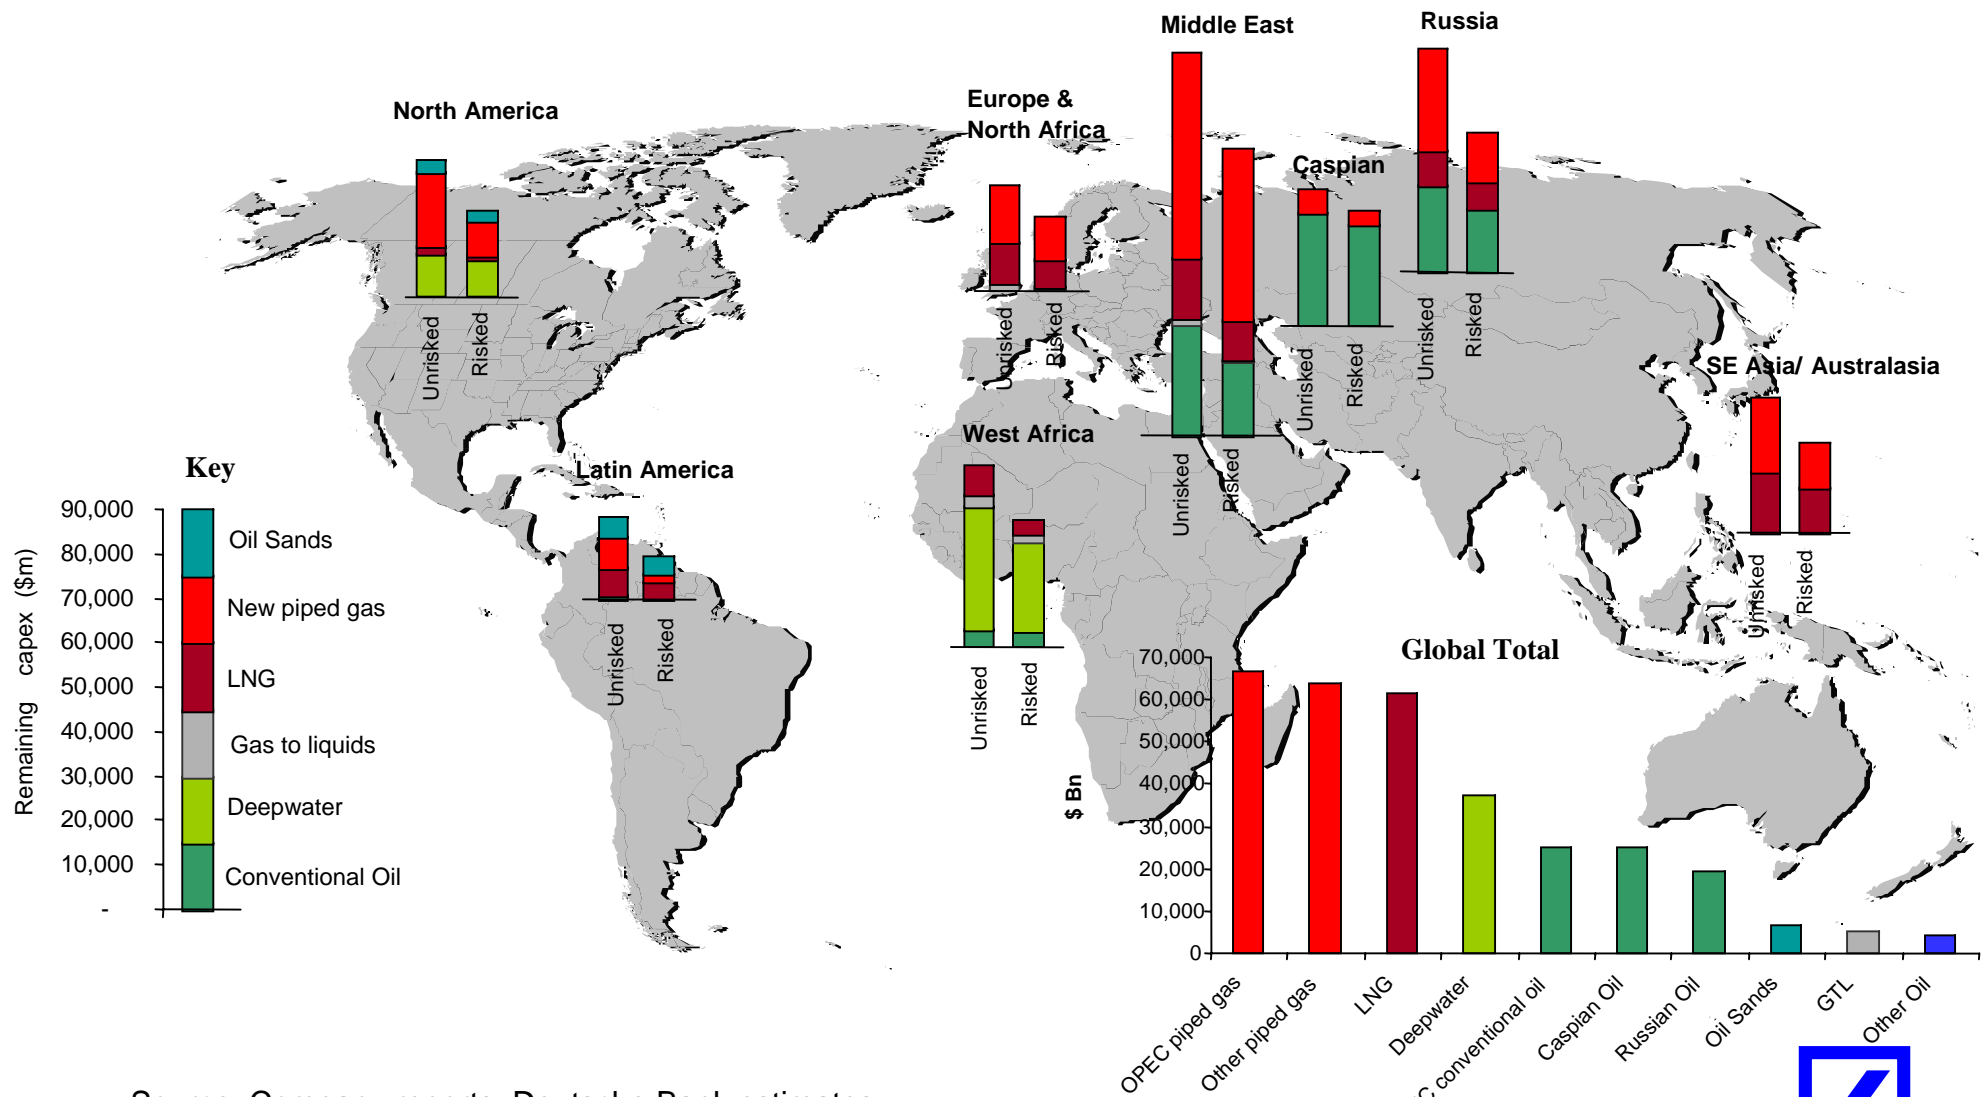 Middle East
Russia
North America
Europe &
North Africa
Caspian
Unrisked
Risked
Unrisked
Risked
Unrisked
Risked
Unrisked
Risked
Unrisked
Risked
SE Asia/ Australasia
Unrisked
Risked
West Africa
Unrisked
Risked
Latin America
Unrisked
Risked
Key
Remaining capex ($m)
90,000
80,000
70,000
60,000
50,000
40,000
30,000
20,000
10,000
-
Oil Sands
New piped gas
LNG
Gas to liquids
Deepwater
Conventional Oil
Global Total
$ Bn
70,000
60,000
50,000
40,000
30,000
20,000
10,000
0
OPEC piped gas
Other piped gas
LNG
Deepwater
conventional oil
Caspian Oil
Russian Oil
Oil Sands
GTL
Other Oil